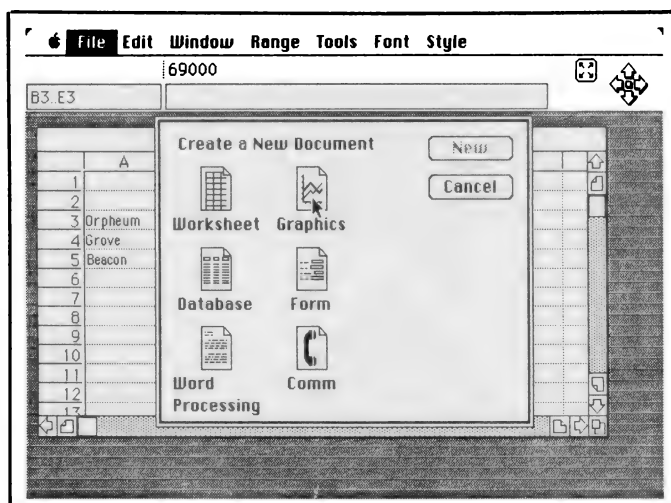 File Edit Window Range Tools Font Style
69000
B3..E3
Create a New Document
New
Cancel
Worksheet Graphics
Database Form
Word Processing
Comm
A
1
2
3 Orpheum
4 Grove
5 Beacon
6
7
8
9
10
11
12
13